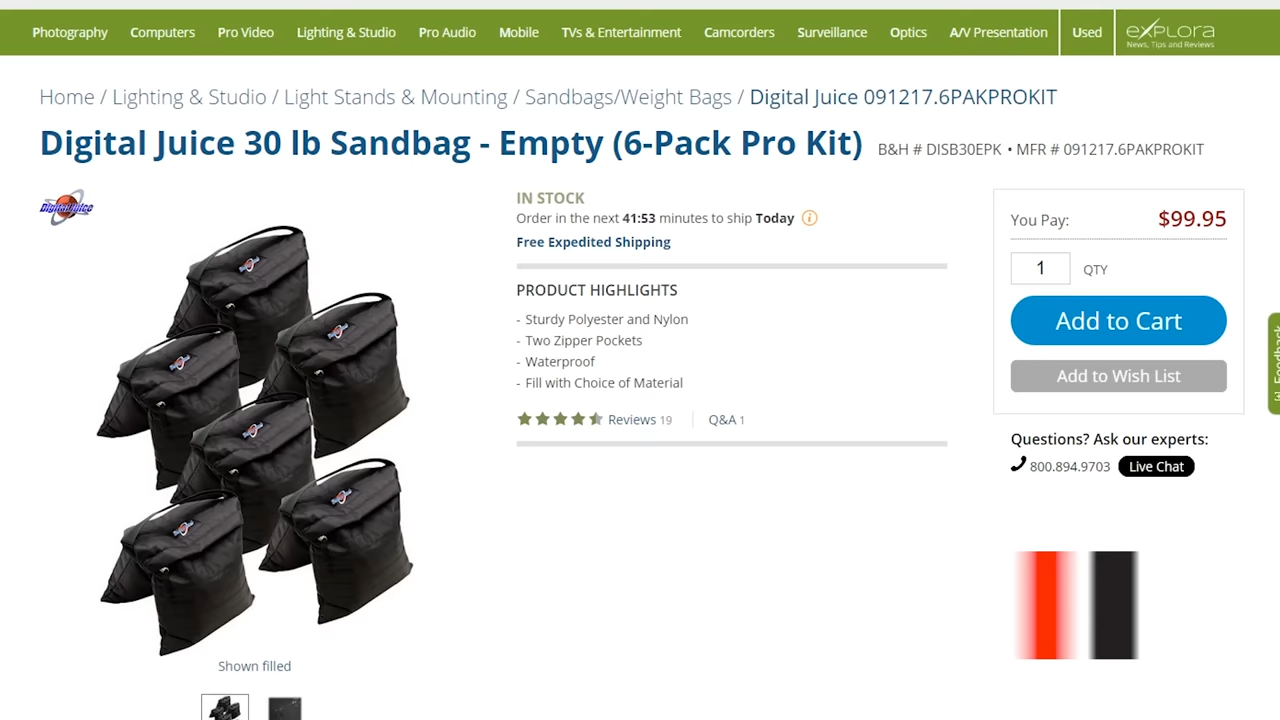 Photography Computers Pro Video Lighting & Studio Pro Audio Mobile TVs & Entertainment Camcorders Surveillance Optics A/V Presentation Used eXPLORA
News, Tips and Reviews
Home / Lighting & Studio / Light Stands & Mounting / Sandbags/Weight Bags / Digital Juice 091217.6PAKPROKIT
Digital Juice 30 lb Sandbag - Empty (6-Pack Pro Kit) B&H # DISB30EPK • MFR # 091217.6PAKPROKIT
Digital Juice
IN STOCK
Order in the next 41:53 minutes to ship Today
Free Expedited Shipping
PRODUCT HIGHLIGHTS
- Sturdy Polyester and Nylon
- Two Zipper Pockets
- Waterproof
- Fill with Choice of Material
Reviews 19 Q&A 1
You Pay: $99.95
1 QTY
Add to Cart
Add to Wish List
Feedback
Questions? Ask our experts:
800.894.9703 Live Chat
Shown filled